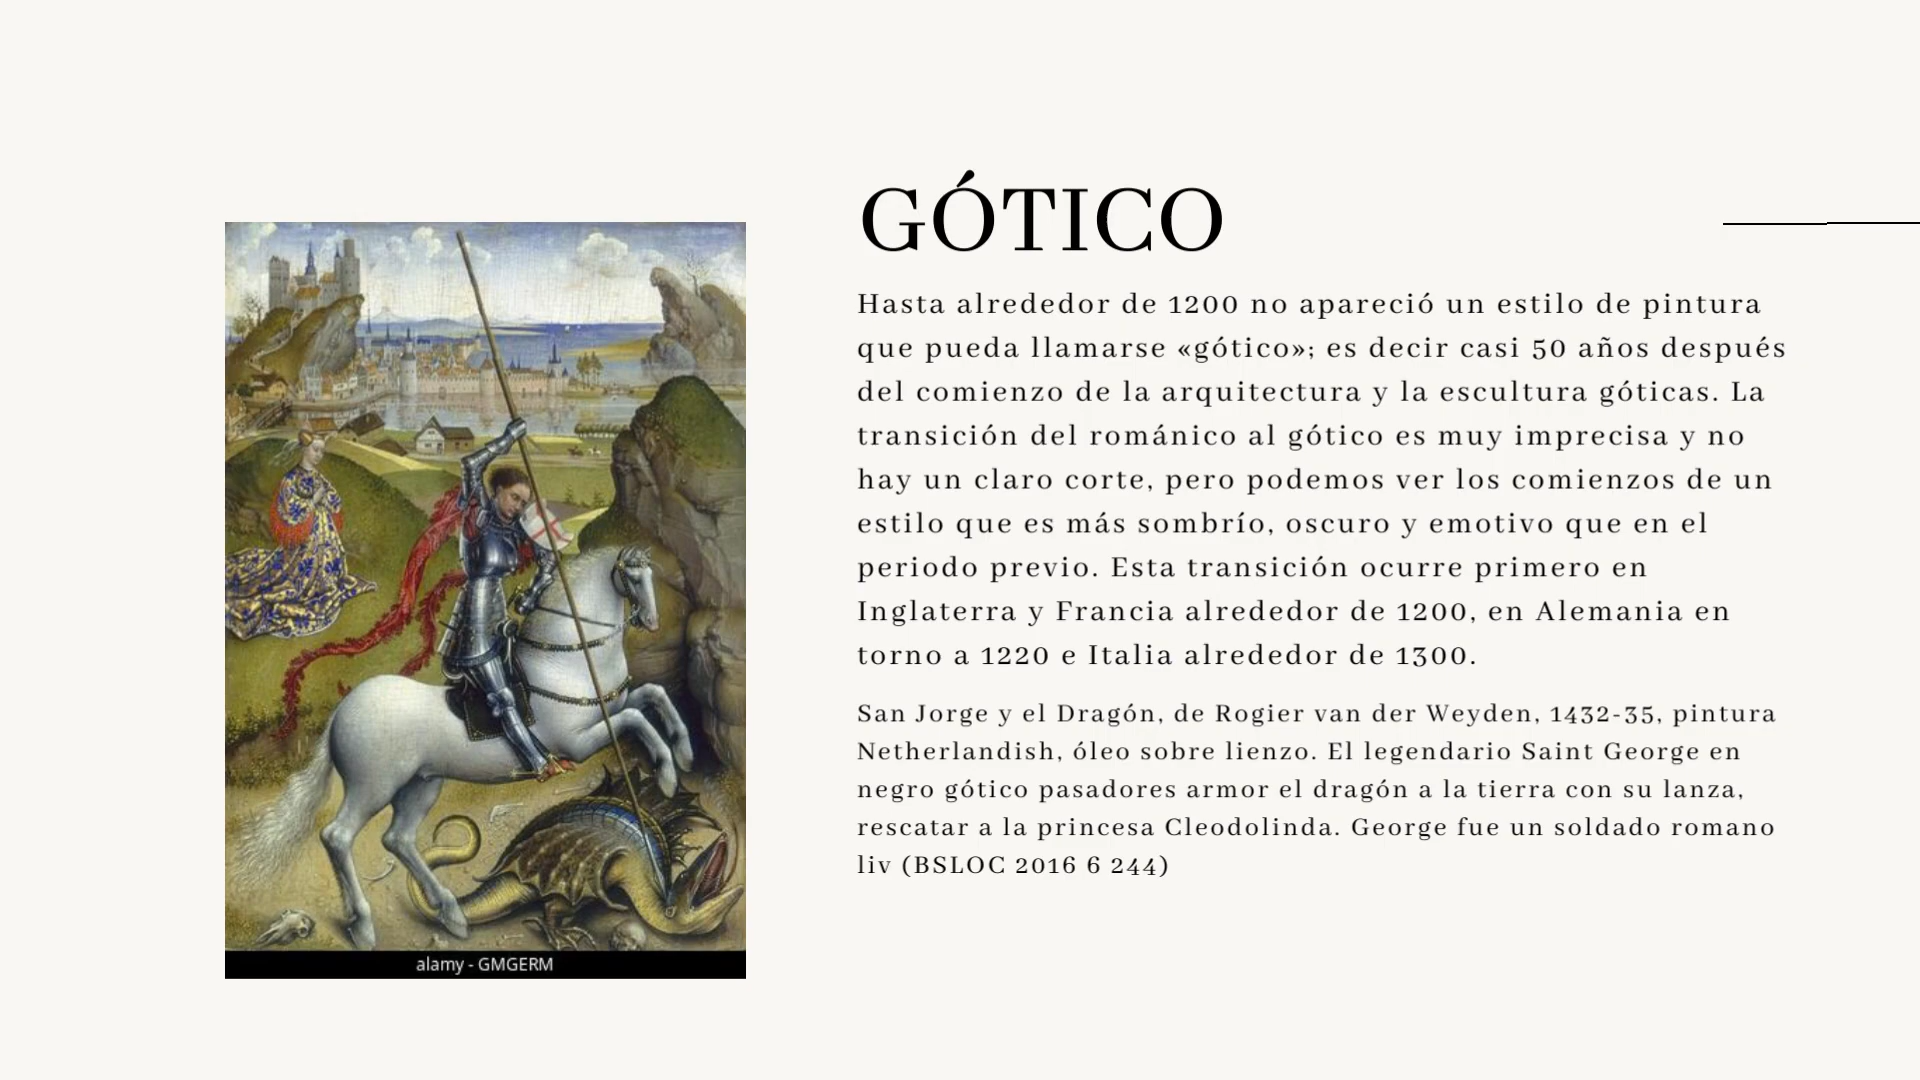 GÓTICO
Hasta alrededor de 1200 no apareció un estilo de pintura
que pueda llamarse «gótico»; es decir casi 50 años después
del comienzo de la arquitectura y la escultura góticas. La
transición del románico al gótico es muy imprecisa y no
hay un claro corte, pero podemos ver los comienzos de un
estilo que es más sombrío, oscuro y emotivo que en el
periodo previo. Esta transición ocurre primero en
Inglaterra y Francia alrededor de 1200, en Alemania en
torno a 1220 e Italia alrededor de 1300.
San Jorge y el Dragón, de Rogier van der Weyden, 1432-35, pintura
Netherlandish, óleo sobre lienzo. El legendario Saint George en
negro gótico pasadores armor el dragón a la tierra con su lanza,
rescatar a la princesa Cleodolinda. George fue un soldado romano
liv (BSLOC 2016 6 244)
alamy - GMGERM